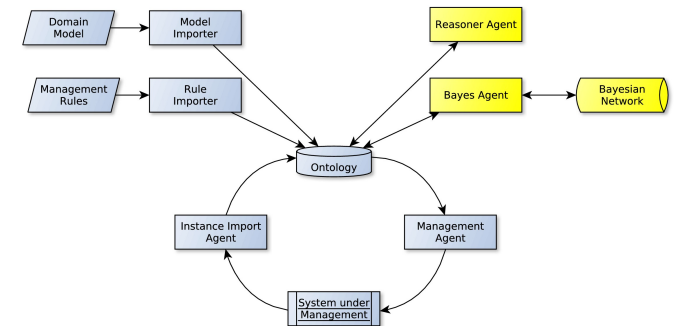 Domain
Model
Model
Importer
Reasoner Agent
Management
Rules
Rule
Importer
Bayes Agent
Bayesian
Network
Ontology
Instance Import
Agent
Management
Agent
System under
Management